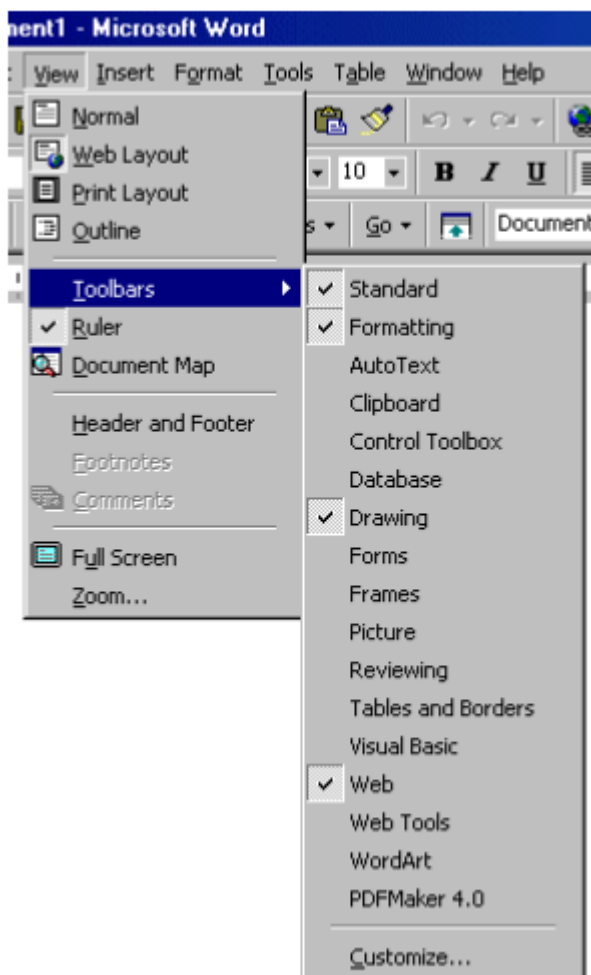 ment1 - Microsoft Word
View Insert Format Tools Table Window Help
Normal
Web Layout
10 B I U
Print Layout
Outline
Go Document
Toolbars
Ruler
Document Map
Header and Footer
Footnotes
Comments
Full Screen
Zoom...
Standard
Formatting
AutoText
Clipboard
Control Toolbox
Database
Drawing
Forms
Frames
Picture
Reviewing
Tables and Borders
Visual Basic
Web
Web Tools
WordArt
PDFMaker 4.0
Customize...